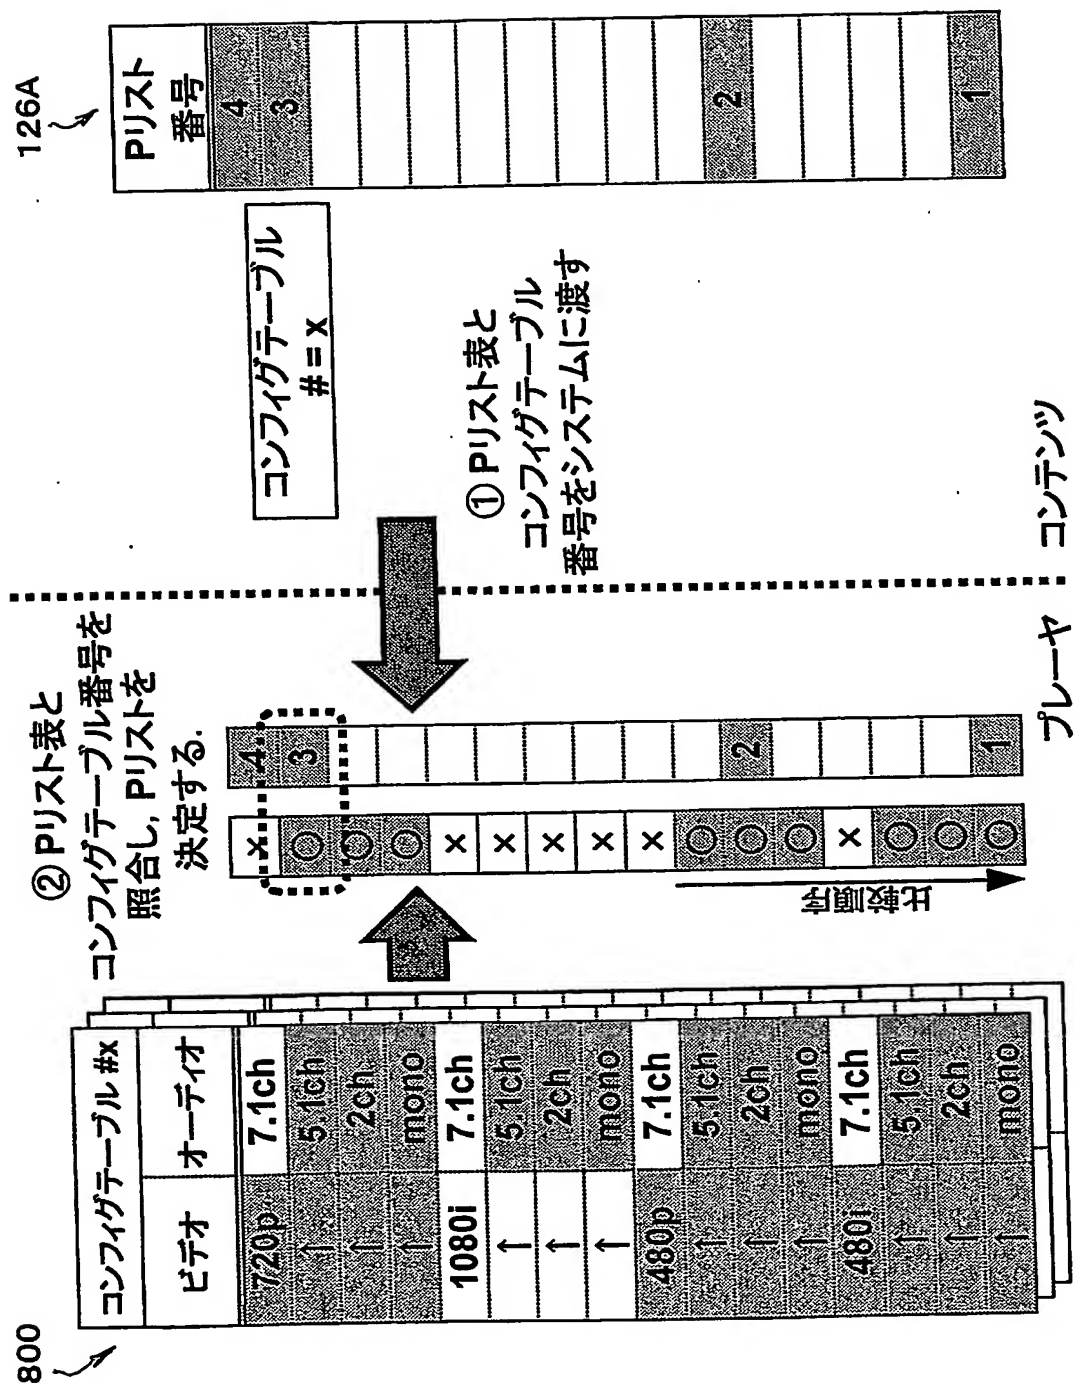 800
コンフィグテーブル #x
ビデオ オーディオ
720p 7.1ch
↑ 5.1ch
↑ 2ch
↑ mono
1080i 7.1ch
↑ 5.1ch
↑ 2ch
↑ mono
480p 7.1ch
↑ 5.1ch
↑ 2ch
↑ mono
480i 7.1ch
↑ 5.1ch
↑ 2ch
↑ mono
② Pリスト表と
コンフィグテーブル番号を
照合し, Pリストを
決定する.
× 4
○ 3
○
○
×
×
×
×
×
○
○ 2
○
×
○
○
○ 1
比較順序
プレーヤ
コンフィグテーブル
# = x
① Pリスト表と
コンフィグテーブル
番号をシステムに渡す
コンテンツ
126A
Pリスト
番号
4
3
2
1